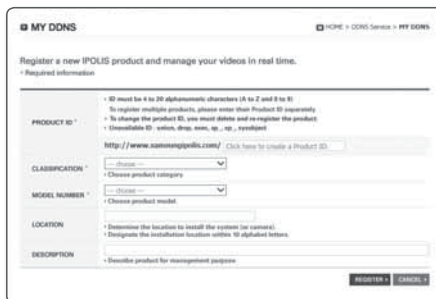 MY DDNS
HOME > DDNS Service > MY DDNS
Register a new IPOLIS product and manage your videos in real time.
* Required information
PRODUCT ID *
• ID must be 4 to 20 alphanumeric characters (A to Z and 0 to 9)
To register multiple products, please enter their Product ID separately
• To change the product ID, you must delete and re-register the product
• Unavailable ID : union, drop, exec, sp_, xp_, sysobject
http://www.samsungipolis.com/ Click here to create a Product ID.
CLASSIFICATION *
--- choose ---
• Choose product category
MODEL NUMBER *
--- choose ---
• Choose product model.
LOCATION
• Determine the location to install the system (or camera).
• Designate the installation location within 10 alphabet letters.
DESCRIPTION
• Describe product for management purpose
REGISTER >
CANCEL >